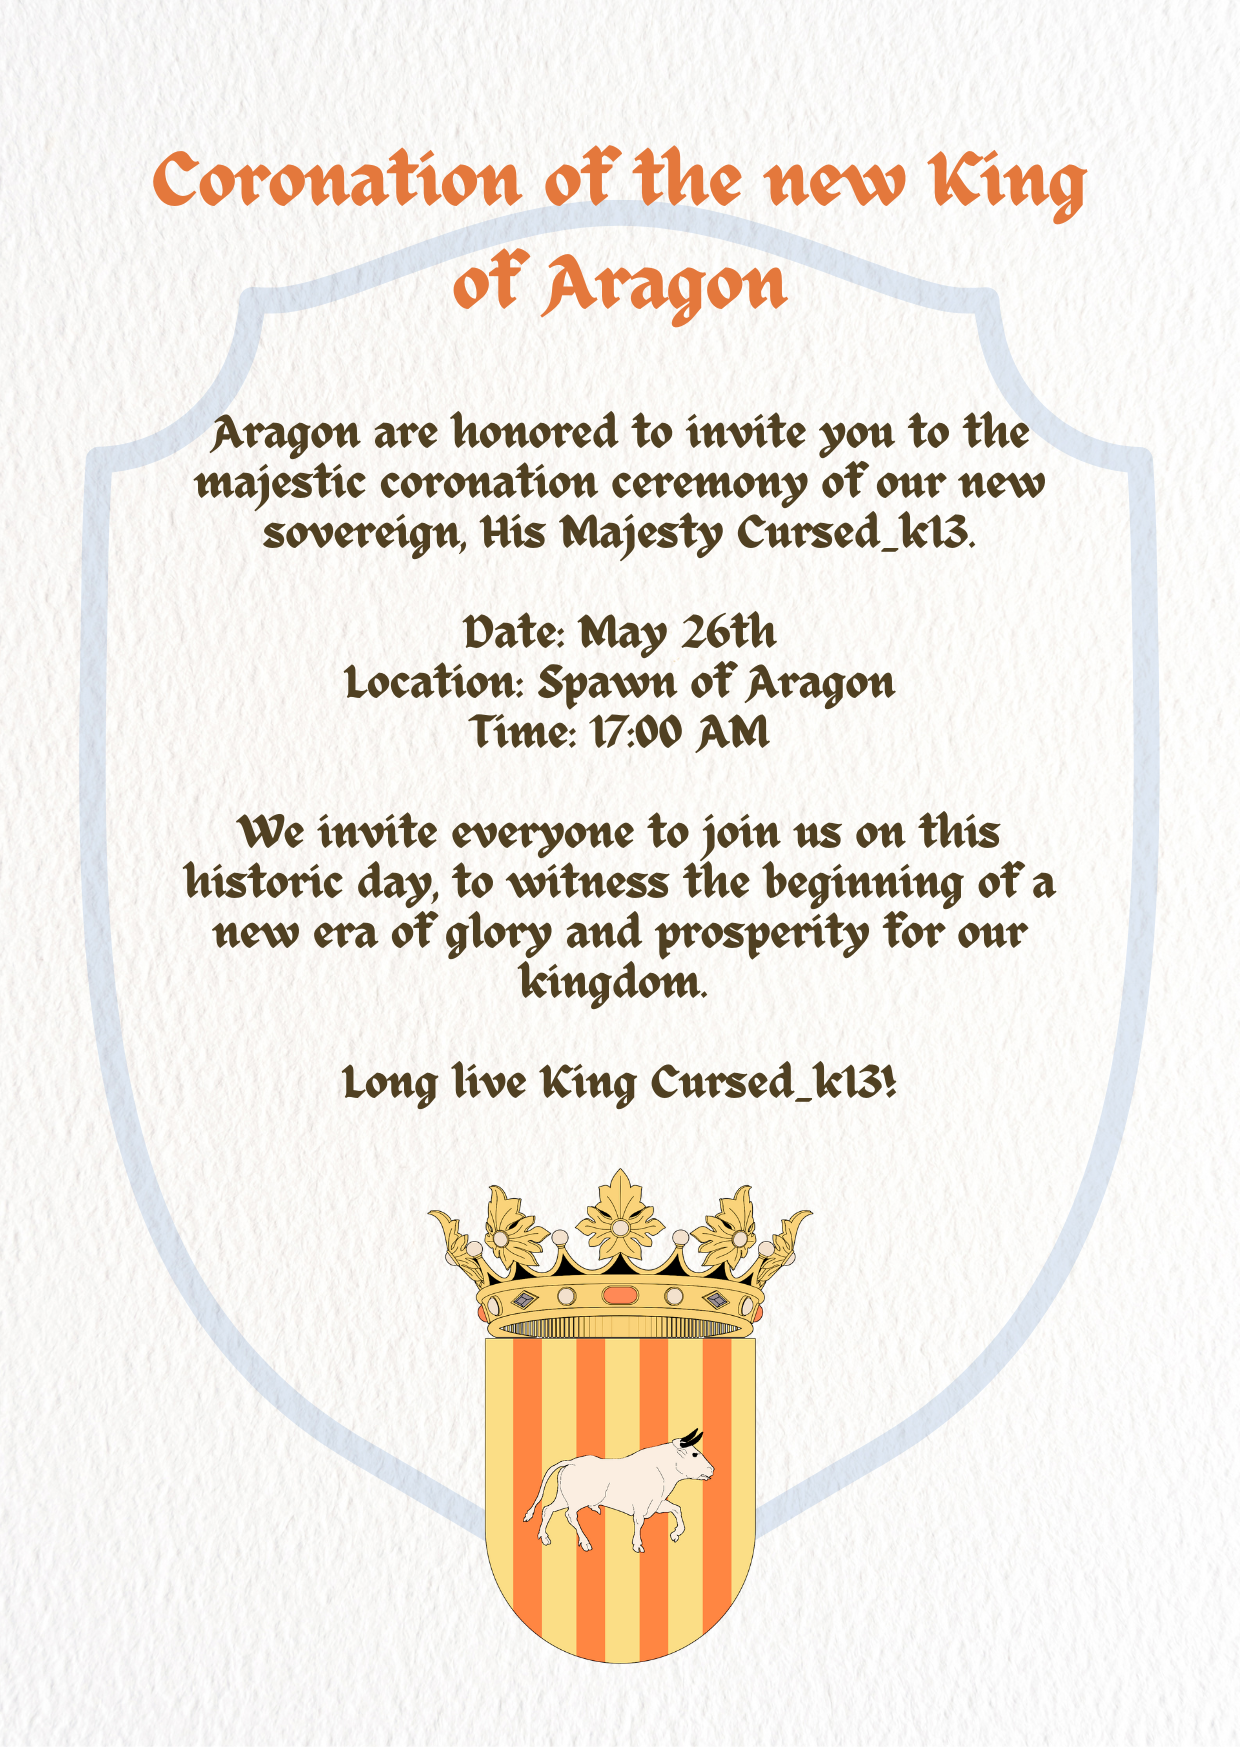 Coronation of the new King
of Aragon
Aragon are honored to invite you to the
majestic coronation ceremony of our new
sovereign, His Majesty Cursed_k13.
Date: May 26th
Location: Spawn of Aragon
Time: 17:00 AM
We invite everyone to join us on this
historic day, to witness the beginning of a
new era of glory and prosperity for our
kingdom.
Long live King Cursed_k13!